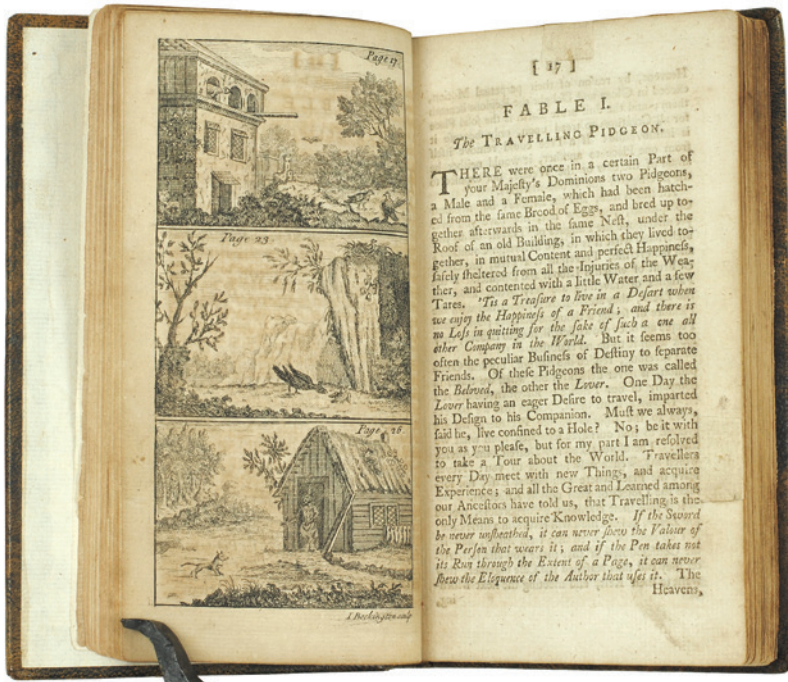 Page 17.
Page 23.
Page 26.
[ 17 ]
FABLE I.
The TRAVELLING PIDGEON.
THERE were once in a certain Part of
your Majeſty's Dominions two Pidgeons,
a Male and a Female, which had been hatch-
ed from the ſame Brood of Eggs, and bred up to-
gether afterwards in the ſame Neſt, under the
Roof of an old Building, in which they lived to-
gether, in mutual Content and perfect Happineſs,
ſafely ſheltered from all the Injuries of the Wea-
ther, and contented with a little Water and a few
Tares. 'Tis a Treaſure to live in a Deſart when
we enjoy the Happineſs of a Friend; and there is
no Loſs in quitting for the ſake of ſuch a one all
other Company in the World. But it ſeems too
often the peculiar Buſineſs of Deſtiny to ſeparate
Friends. Of theſe Pidgeons the one was called
the Beloved, the other the Lover. One Day the
Lover having an eager Deſire to travel, imparted
his Deſign to his Companion. Muſt we always,
ſaid he, live confined to a Hole? No; be it with
you as you pleaſe, but for my part I am reſolved
to take a Tour about the World. Travellers
every Day meet with new Things, and acquire
Experience; and all the Great and Learned among
our Anceſtors have told us, that Travelling is the
only Means to acquire Knowledge. If the Sword
be never unſheathed, it can never ſhew the Valour of
the Perſon that wears it; and if the Pen takes not
its Run through the Extent of a Page, it can never
ſhew the Eloquence of the Author that uſes it. The
Heavens,